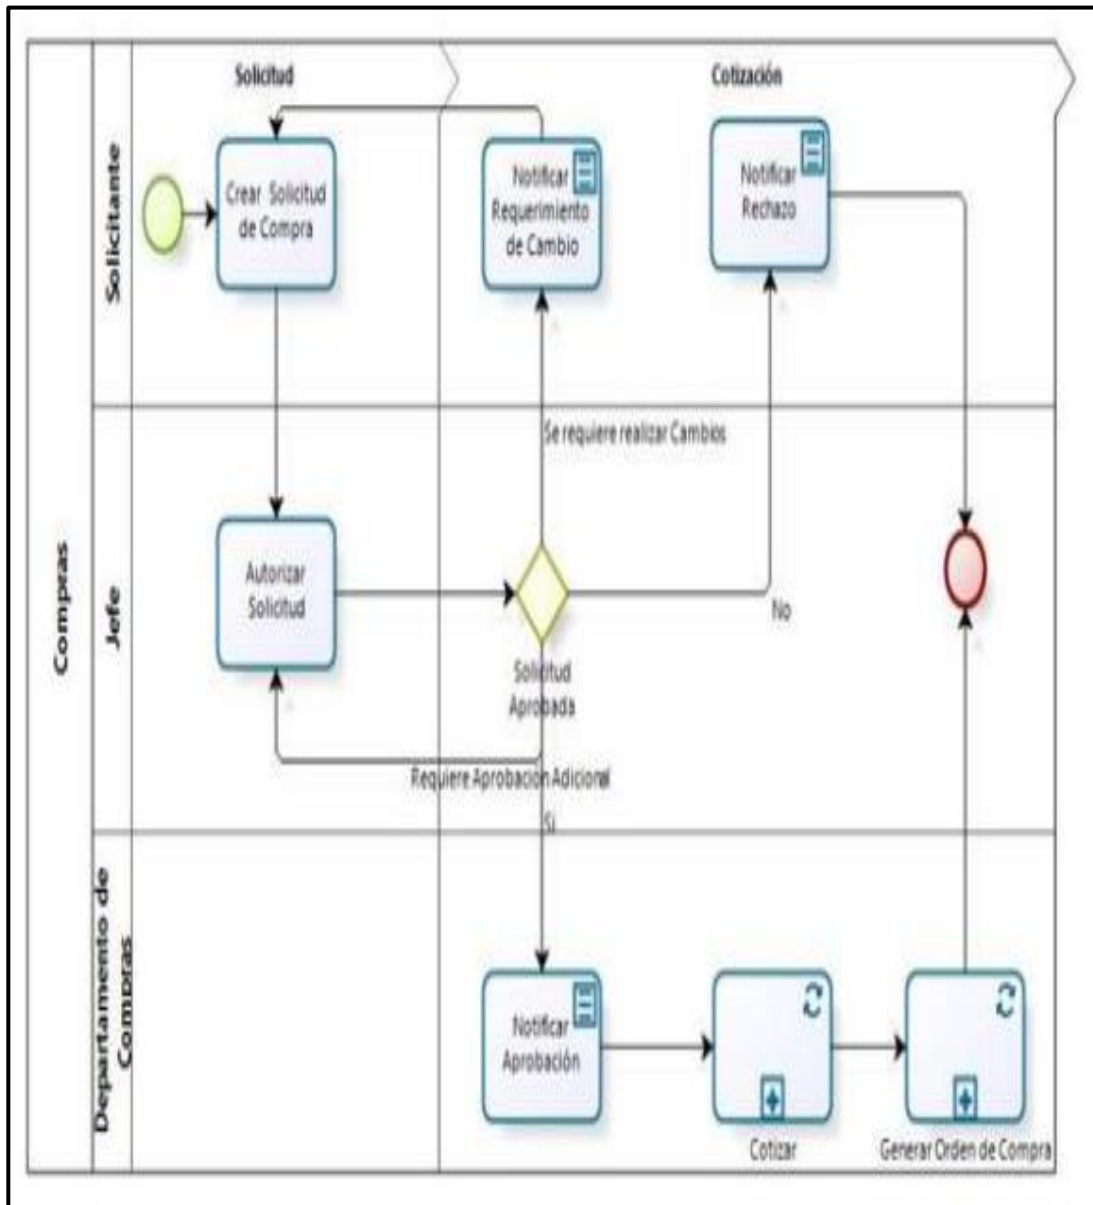 Solicitud
Cotización
Compras
Solicitante
Crear Solicitud
de Compra
Notificar
Requerimiento
de Cambio
Notificar
Rechazo
Se requiere realizar Cambios
Jefe
Autorizar
Solicitud
Solicitud
Aprobada
No
Requiere Aprobación Adicional
Si
Departamento de
Compras
Notificar
Aprobación
Cotizar
Generar Orden de Compra